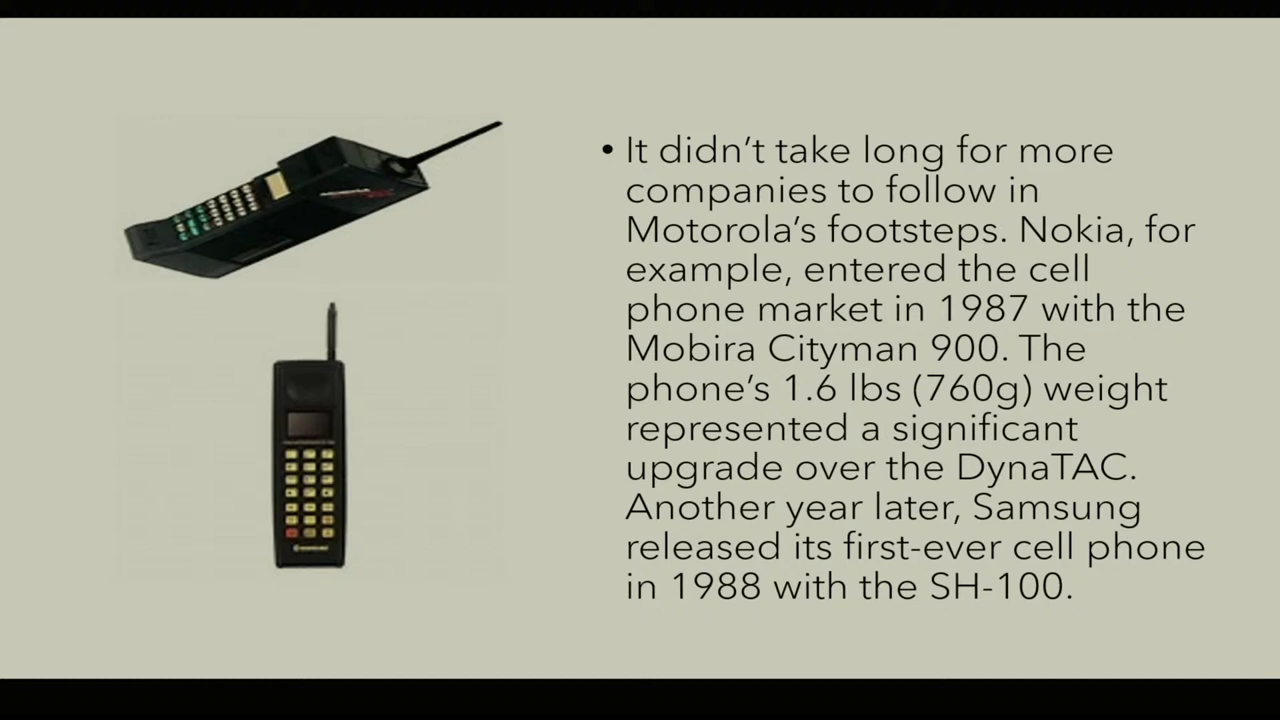 • It didn't take long for more
companies to follow in
Motorola's footsteps. Nokia, for
example, entered the cell
phone market in 1987 with the
Mobira Cityman 900. The
phone's 1.6 lbs (760g) weight
represented a significant
upgrade over the DynaTAC.
Another year later, Samsung
released its first-ever cell phone
in 1988 with the SH-100.